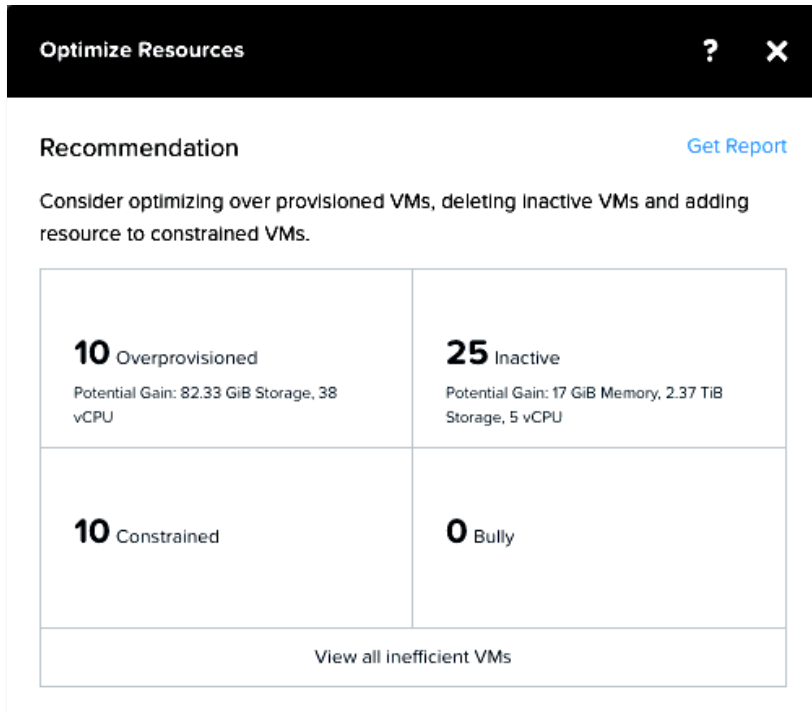 Optimize Resources ? ×
Recommendation Get Report
Consider optimizing over provisioned VMs, deleting inactive VMs and adding
resource to constrained VMs.
10 Overprovisioned
Potential Gain: 82.33 GiB Storage, 38
vCPU
25 Inactive
Potential Gain: 17 GiB Memory, 2.37 TiB
Storage, 5 vCPU
10 Constrained
0 Bully
View all inefficient VMs